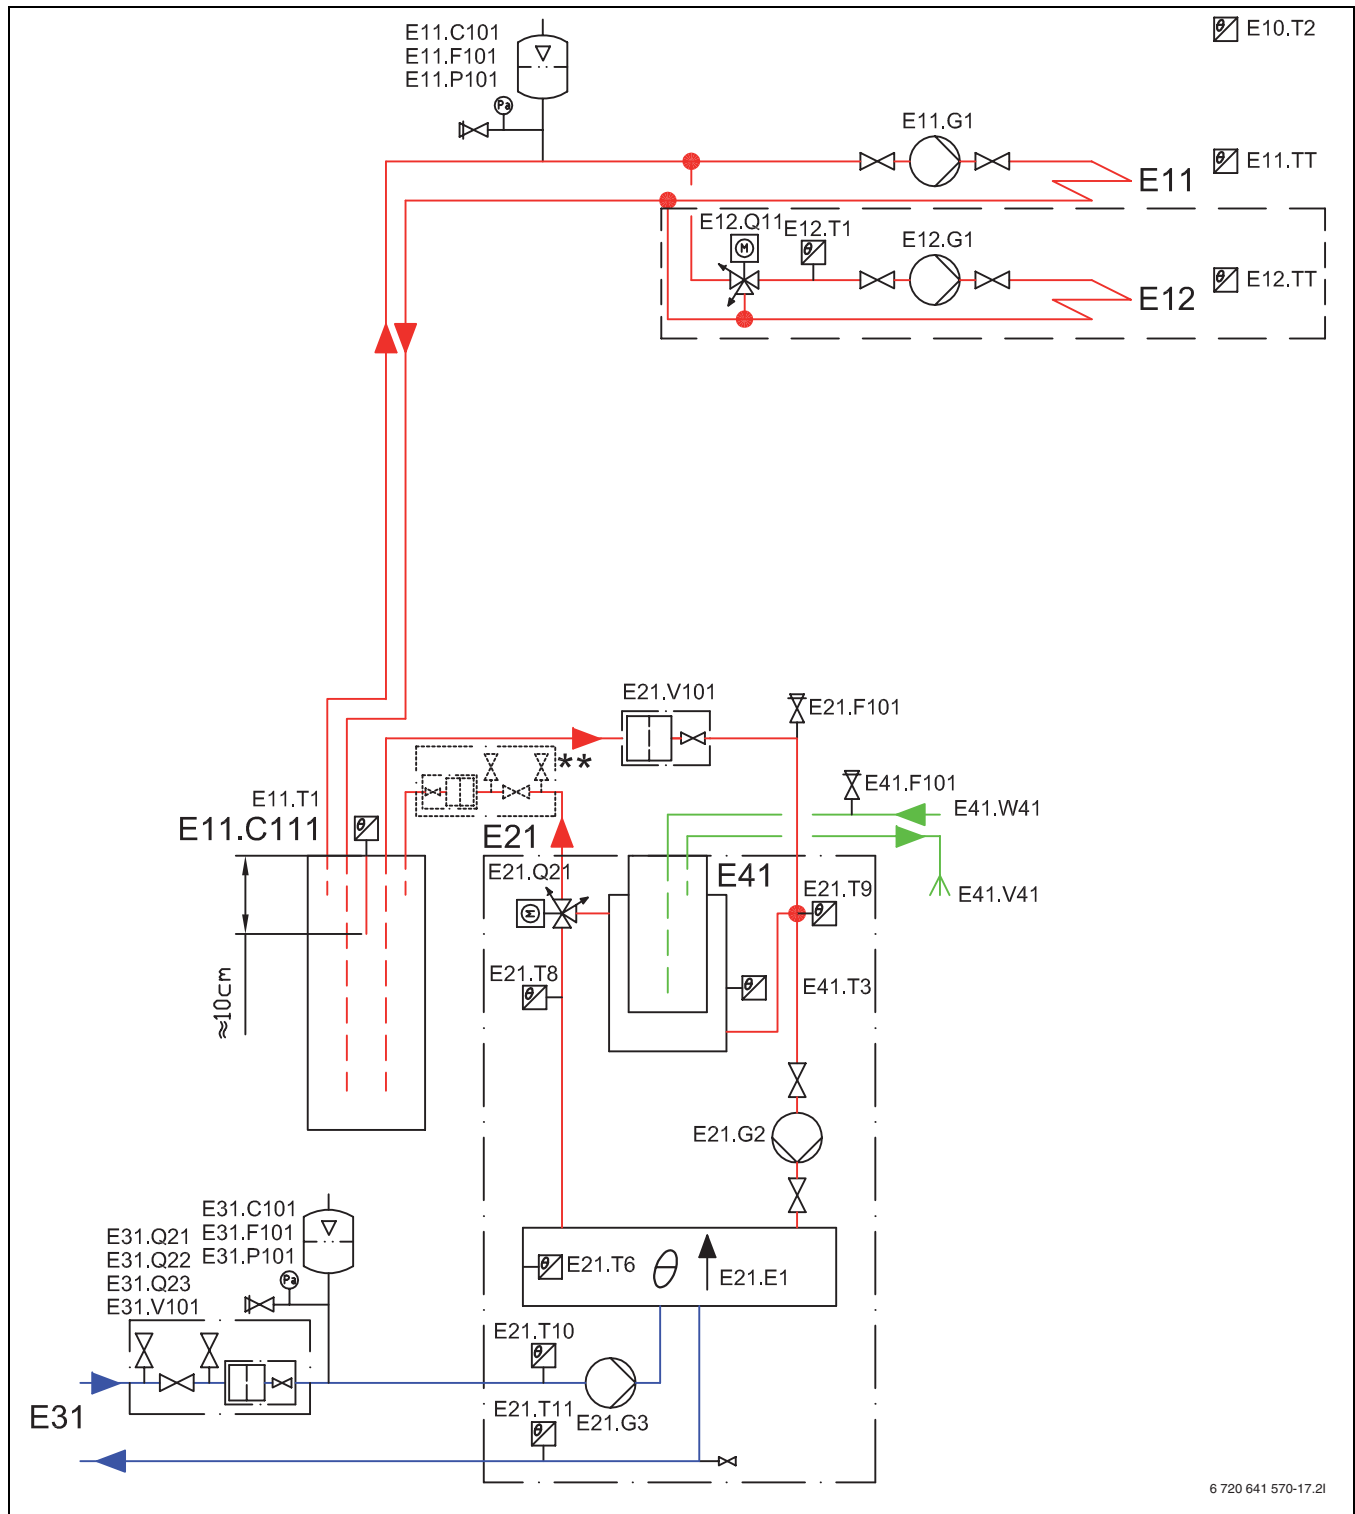 E11.C101
E11.F101
E11.P101
E10.T2
Pa
E11.G1
E11
E11.TT
E12.Q11
E12.T1
E12.G1
M
E12
E12.TT
E21.V101
E21.F101
**
E41.F101
E11.T1
E11.C111
E21
E41.W41
E21.Q21
E41
E21.T9
E41.V41
M
E21.T8
E41.T3
≈10cm
E21.G2
E31.C101
E31.F101
E31.P101
E31.Q21
E31.Q22
E31.Q23
E31.V101
Pa
E21.T6
E21.E1
E21.T10
E21.G3
E21.T11
E31
6 720 641 570-17.2I
θ